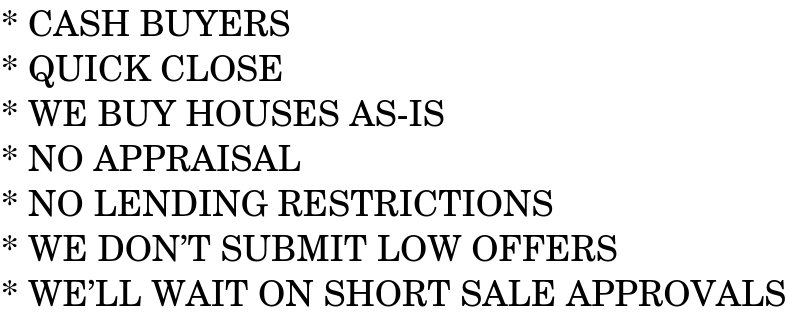 * CASH BUYERS
* QUICK CLOSE
* WE BUY HOUSES AS-IS
* NO APPRAISAL
* NO LENDING RESTRICTIONS
* WE DON’T SUBMIT LOW OFFERS
* WE’LL WAIT ON SHORT SALE APPROVALS